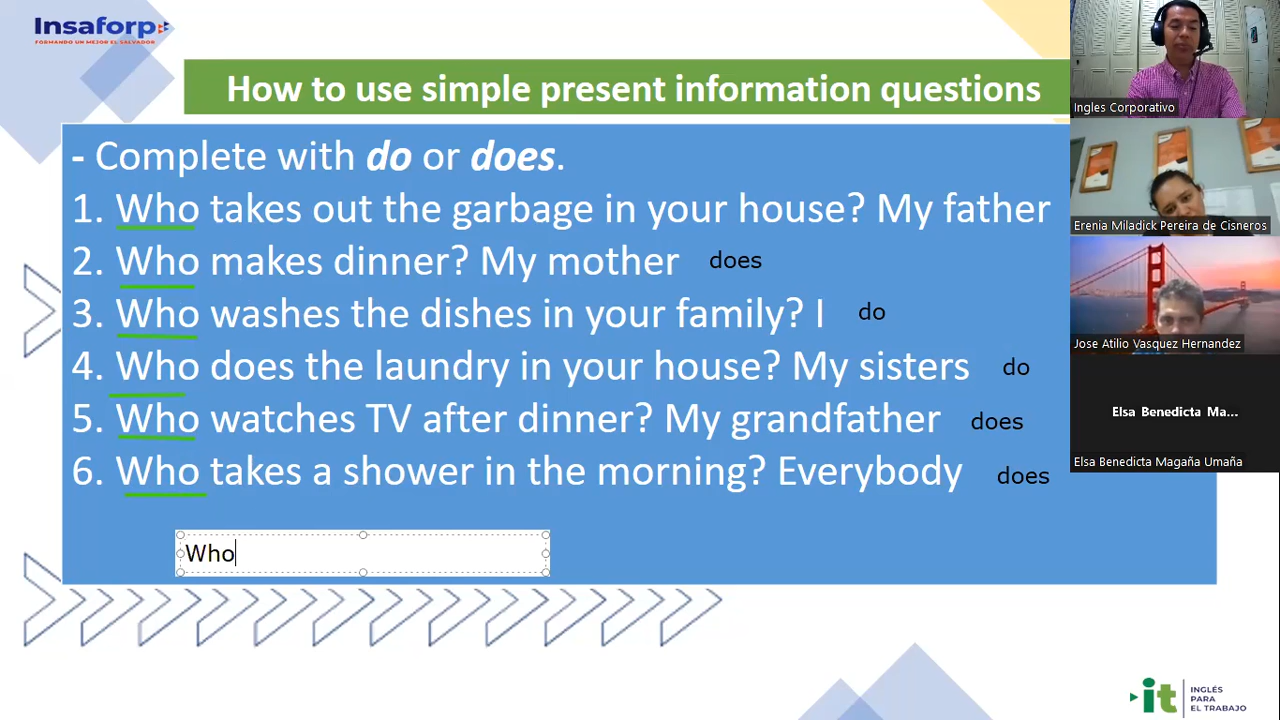 Insaforp
FORMANDO UN MEJOR EL SALVADOR
How to use simple present information questions
- Complete with do or does.
1. Who takes out the garbage in your house? My father
2. Who makes dinner? My mother does
3. Who washes the dishes in your family? I do
4. Who does the laundry in your house? My sisters do
5. Who watches TV after dinner? My grandfather does
6. Who takes a shower in the morning? Everybody does
Who
Ingles Corporativo
Erenia Miladick Pereira de Cisneros
Jose Atilio Vasquez Hernandez
Elsa Benedicta Ma...
Elsa Benedicta Magaña Umaña
it
INGLÉS
PARA
EL TRABAJO